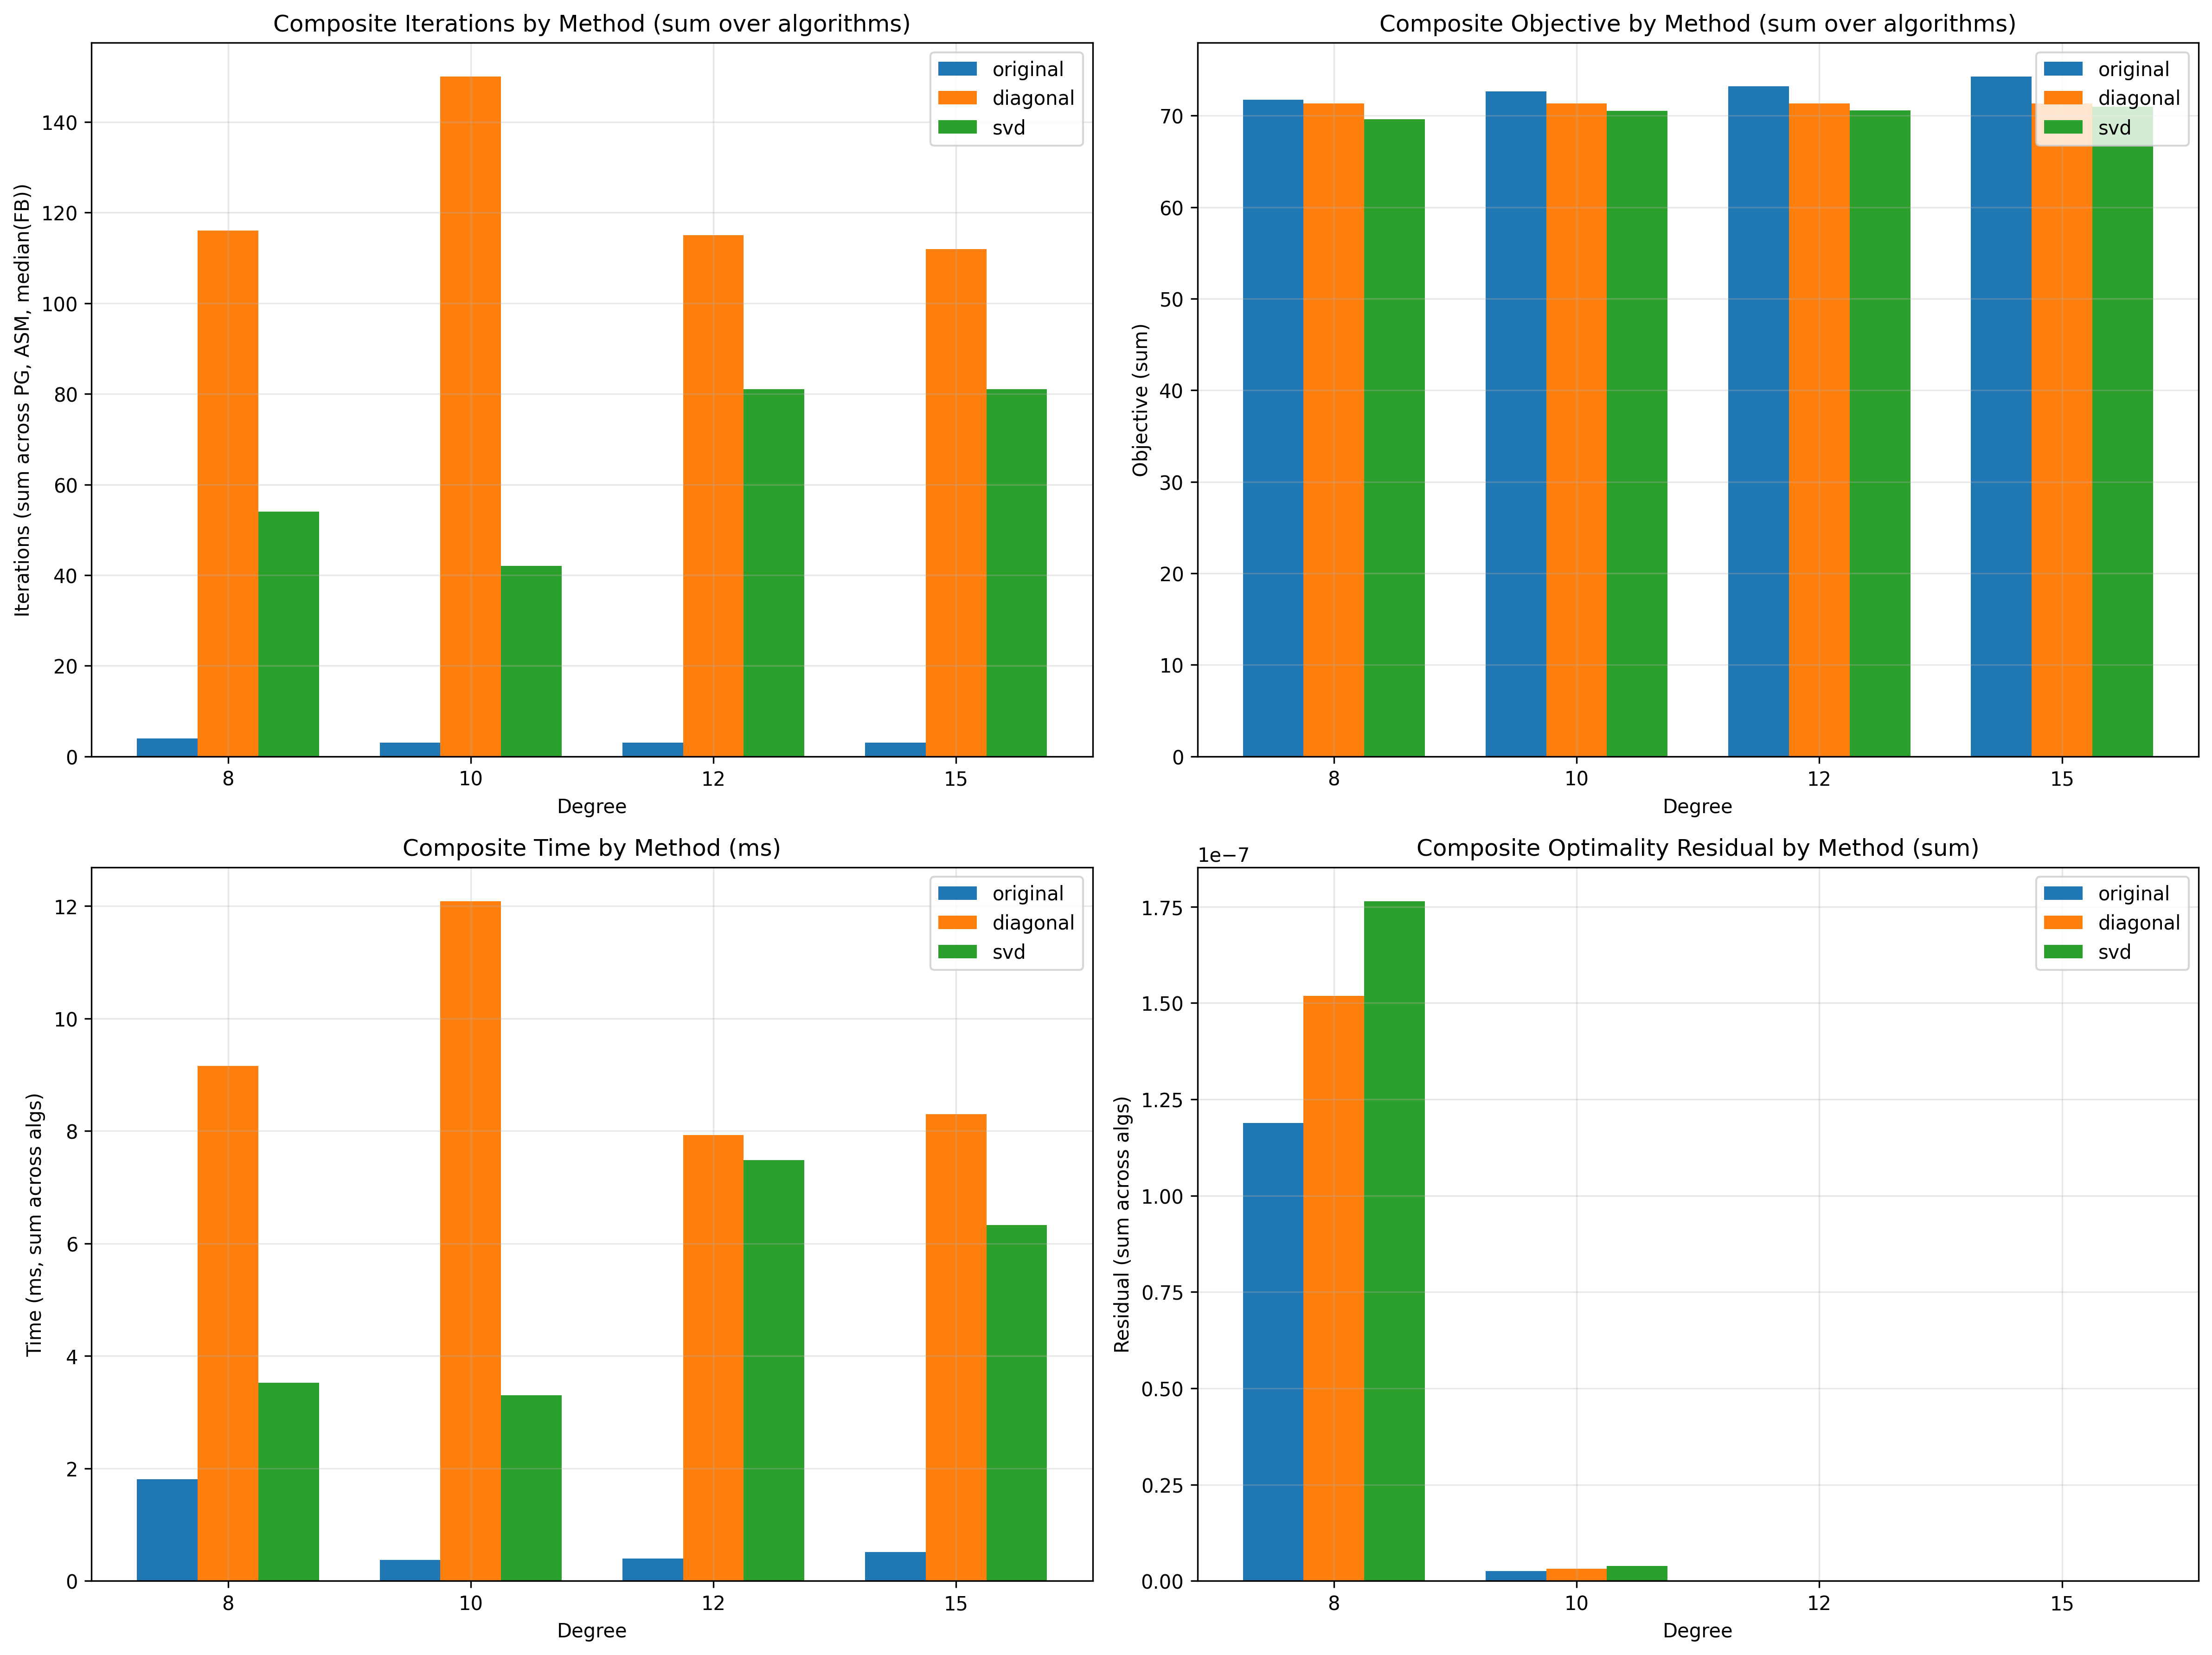 Composite Iterations by Method (sum over algorithms)
Iterations (sum across PG, ASM, median(FB))
140
120
100
80
60
40
20
0
original
diagonal
svd
8 10 12 15
Degree
Composite Objective by Method (sum over algorithms)
Objective (sum)
70
60
50
40
30
20
10
0
original
diagonal
svd
8 10 12 15
Degree
Composite Time by Method (ms)
Time (ms, sum across algs)
12
10
8
6
4
2
0
original
diagonal
svd
8 10 12 15
Degree
Composite Optimality Residual by Method (sum)
1e−7
Residual (sum across algs)
1.75
1.50
1.25
1.00
0.75
0.50
0.25
0.00
original
diagonal
svd
8 10 12 15
Degree